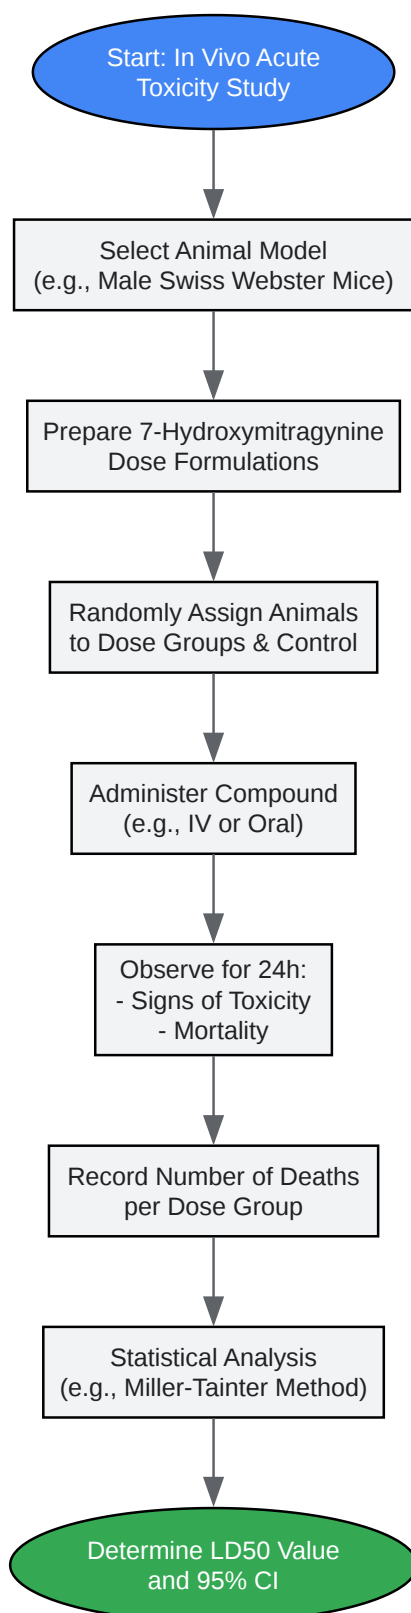 Start: In Vivo Acute
Toxicity Study
Select Animal Model
(e.g., Male Swiss Webster Mice)
Prepare 7-Hydroxymitragynine
Dose Formulations
Randomly Assign Animals
to Dose Groups & Control
Administer Compound
(e.g., IV or Oral)
Observe for 24h:
- Signs of Toxicity
- Mortality
Record Number of Deaths
per Dose Group
Statistical Analysis
(e.g., Miller-Tainter Method)
Determine LD50 Value
and 95% CI